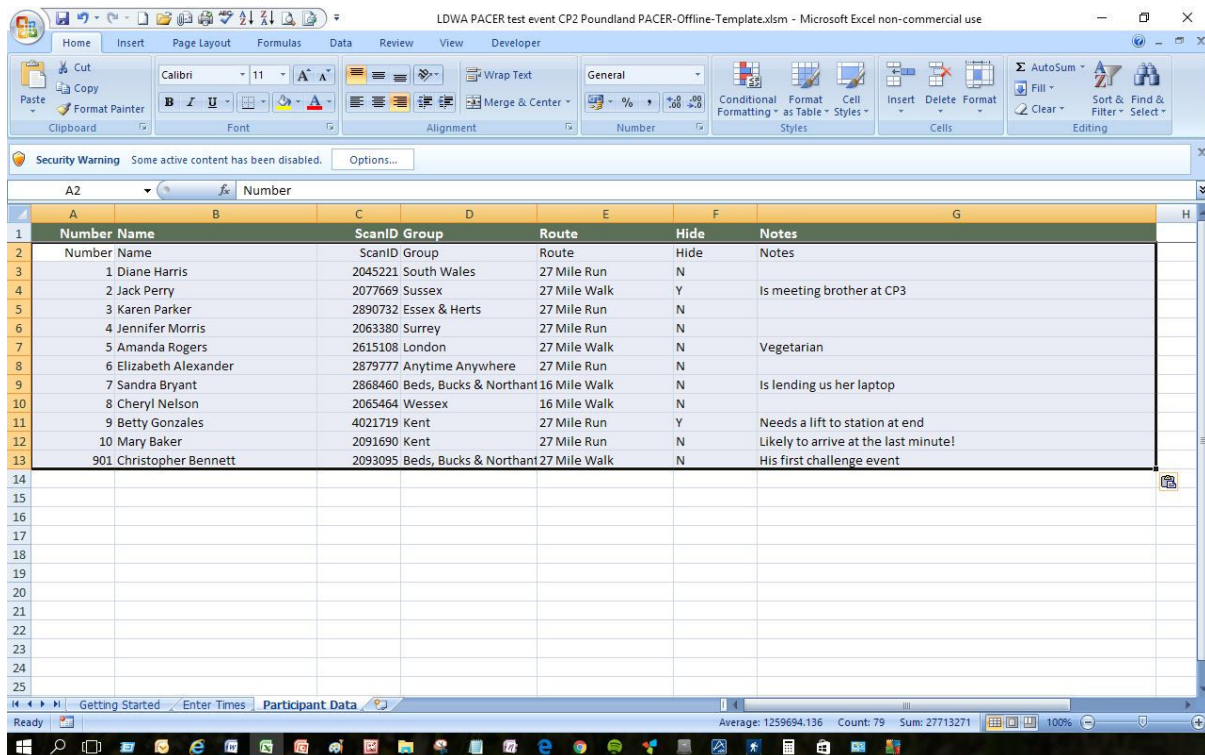 LDWA PACER test event CP2 Poundland PACER-Offline-Template.xlsm - Microsoft Excel non-commercial use
Home Insert Page Layout Formulas Data Review View Developer
Cut
Copy
Paste
Format Painter
Clipboard
Calibri 11
B I U
Font
Wrap Text
Merge & Center
Alignment
General
Number
Conditional Formatting
Format as Table
Cell Styles
Styles
Insert Delete Format
Cells
Σ AutoSum
Fill
Clear
Sort & Filter
Find & Select
Editing
Security Warning Some active content has been disabled. Options...
A2 fx Number
A B C D E F G H
1 Number Name ScanID Group Route Hide Notes
2 Number Name ScanID Group Route Hide Notes
3 1 Diane Harris 2045221 South Wales 27 Mile Run N
4 2 Jack Perry 2077669 Sussex 27 Mile Walk Y Is meeting brother at CP3
5 3 Karen Parker 2890732 Essex & Herts 27 Mile Run N
6 4 Jennifer Morris 2063380 Surrey 27 Mile Run N
7 5 Amanda Rogers 2615108 London 27 Mile Walk N Vegetarian
8 6 Elizabeth Alexander 2879777 Anytime Anywhere 27 Mile Run N
9 7 Sandra Bryant 2868460 Beds, Bucks & Northant 16 Mile Walk N Is lending us her laptop
10 8 Cheryl Nelson 2065464 Wessex 16 Mile Walk N
11 9 Betty Gonzales 4021719 Kent 27 Mile Run Y Needs a lift to station at end
12 10 Mary Baker 2091690 Kent 27 Mile Run N Likely to arrive at the last minute!
13 901 Christopher Bennett 2093095 Beds, Bucks & Northant 27 Mile Walk N His first challenge event
14
15
16
17
18
19
20
21
22
23
24
25
Getting Started Enter Times Participant Data
Ready Average: 1259694.136 Count: 79 Sum: 27713271 100%